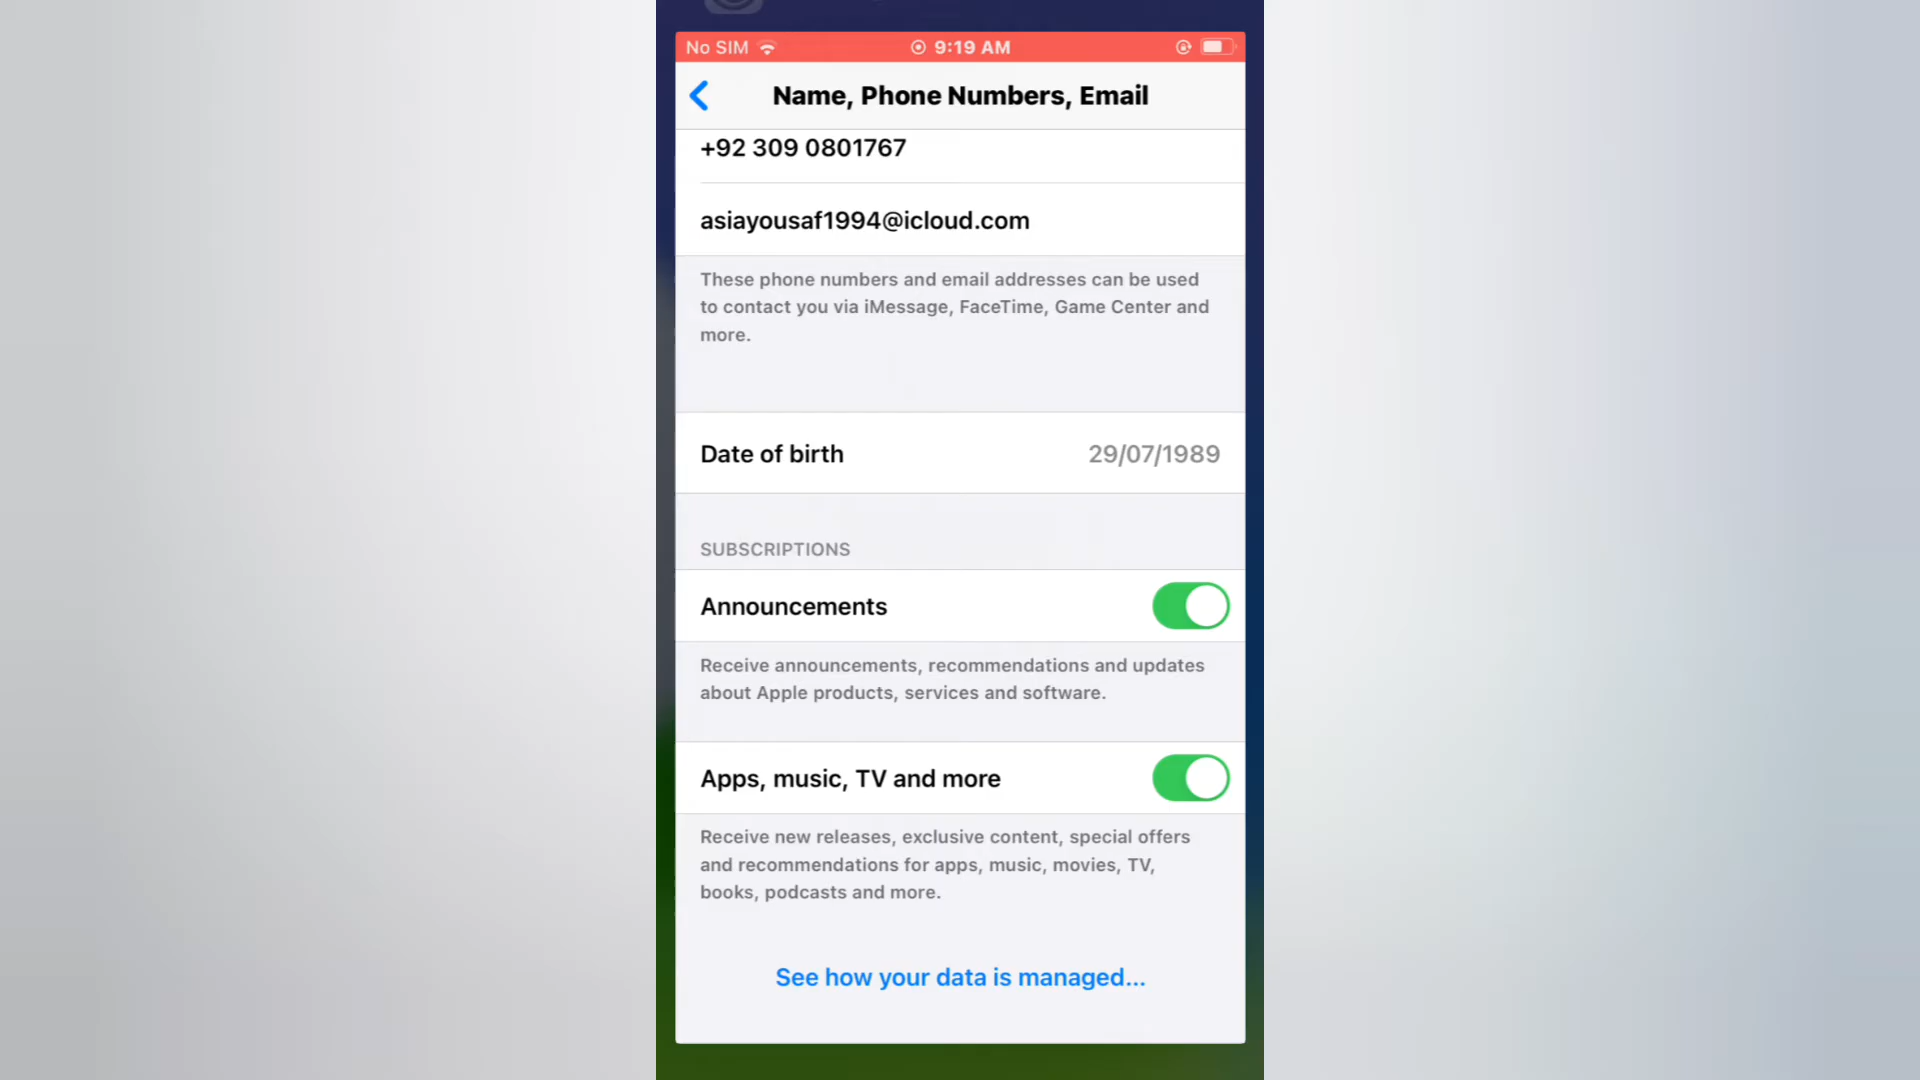 No SIM 9:19 AM
Name, Phone Numbers, Email
+92 309 0801767
asiayousaf1994@icloud.com
These phone numbers and email addresses can be used
to contact you via iMessage, FaceTime, Game Center and
more.
Date of birth 29/07/1989
SUBSCRIPTIONS
Announcements
Receive announcements, recommendations and updates
about Apple products, services and software.
Apps, music, TV and more
Receive new releases, exclusive content, special offers
and recommendations for apps, music, movies, TV,
books, podcasts and more.
See how your data is managed...